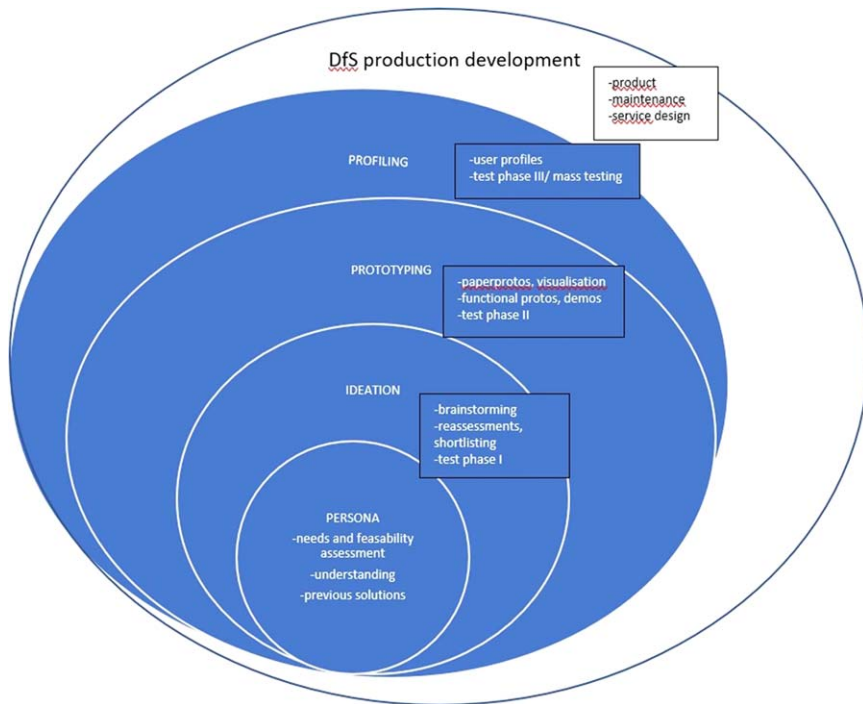 DfS production development
-product
-maintenance
-service design
PROFILING
-user profiles
-test phase III/ mass testing
PROTOTYPING
-paperprotos, visualisation
-functional protos, demos
-test phase II
IDEATION
-brainstorming
-reassessments,
shortlisting
-test phase I
PERSONA
-needs and feasability
assessment
-understanding
-previous solutions